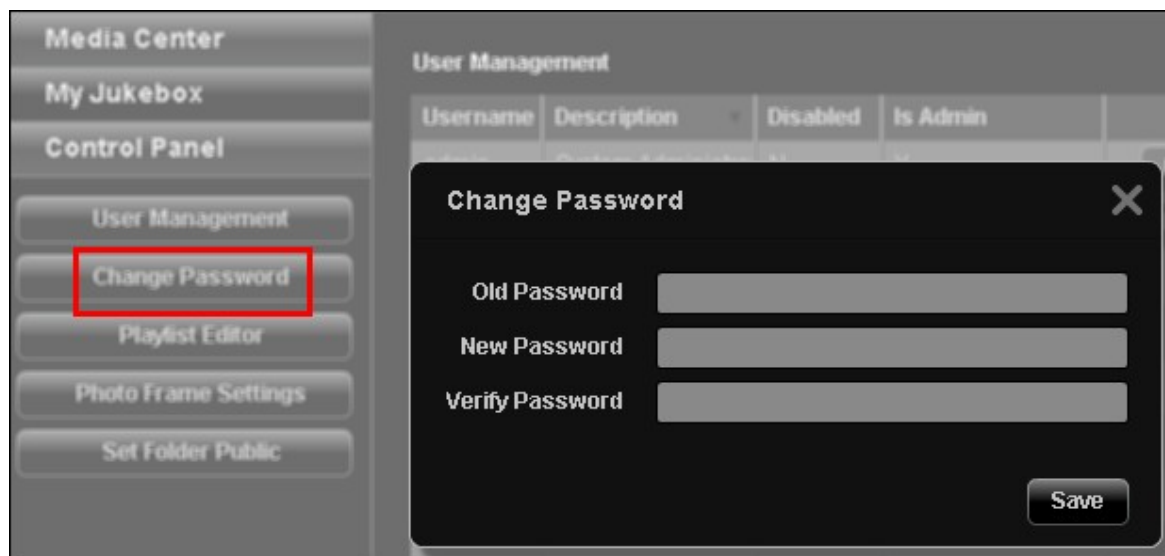 Media Center
My Jukebox
Control Panel
User Management
Change Password
Playlist Editor
Photo Frame Settings
Set Folder Public
User Management
Username Description Disabled Is Admin
Change Password
Old Password
New Password
Verify Password
Save